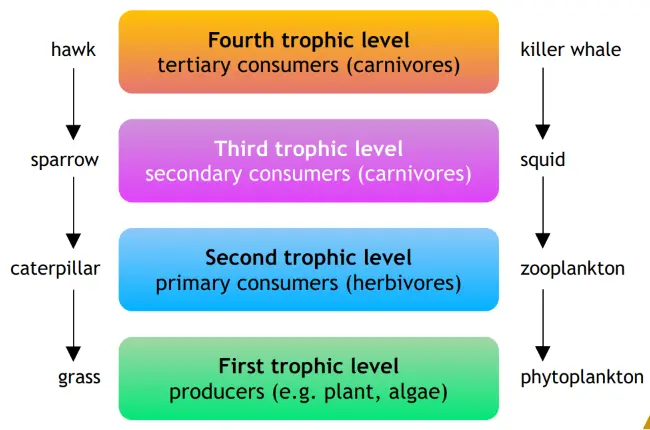 hawk
Fourth trophic level
tertiary consumers (carnivores)
killer whale
sparrow
Third trophic level
secondary consumers (carnivores)
squid
caterpillar
Second trophic level
primary consumers (herbivores)
zooplankton
grass
First trophic level
producers (e.g. plant, algae)
phytoplankton